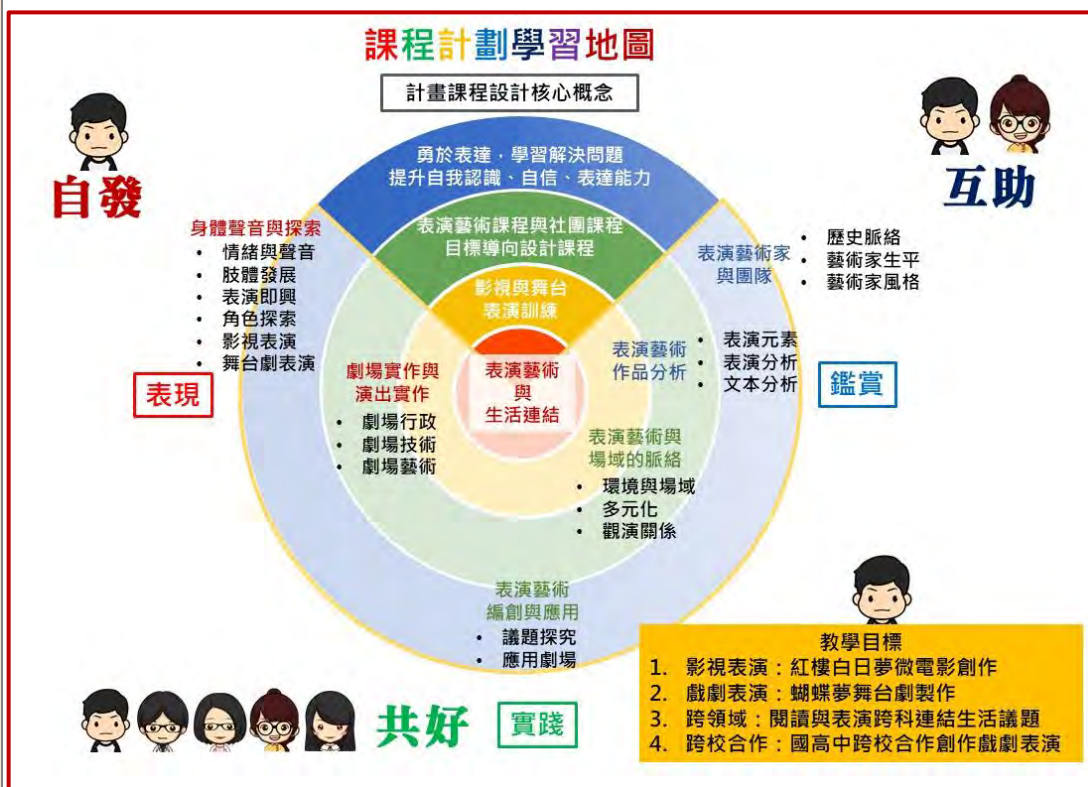 課程計劃學習地圖
計畫課程設計核心概念
自發
互助
勇於表達，學習解決問題
提升自我認識、自信、表達能力
表演藝術課程與社團課程
目標導向設計課程
影視與舞台
表演訓練
表演藝術
與
生活連結
身體聲音與探索
• 情緒與聲音
• 肢體發展
• 表演即興
• 角色探索
• 影視表演
• 舞台劇表演
表現
劇場實作與
演出實作
• 劇場行政
• 劇場技術
• 劇場藝術
表演藝術家
與團隊
• 歷史脈絡
• 藝術家生平
• 藝術家風格
表演藝術
作品分析
• 表演元素
• 表演分析
• 文本分析
鑑賞
表演藝術與
場域的脈絡
• 環境與場域
• 多元化
• 觀演關係
表演藝術
編創與應用
• 議題探究
• 應用劇場
共好
實踐
教學目標
1. 影視表演：紅樓白日夢微電影創作
2. 戲劇表演：蝴蝶夢舞台劇製作
3. 跨領域：閱讀與表演跨科連結生活議題
4. 跨校合作：國高中跨校合作創作戲劇表演